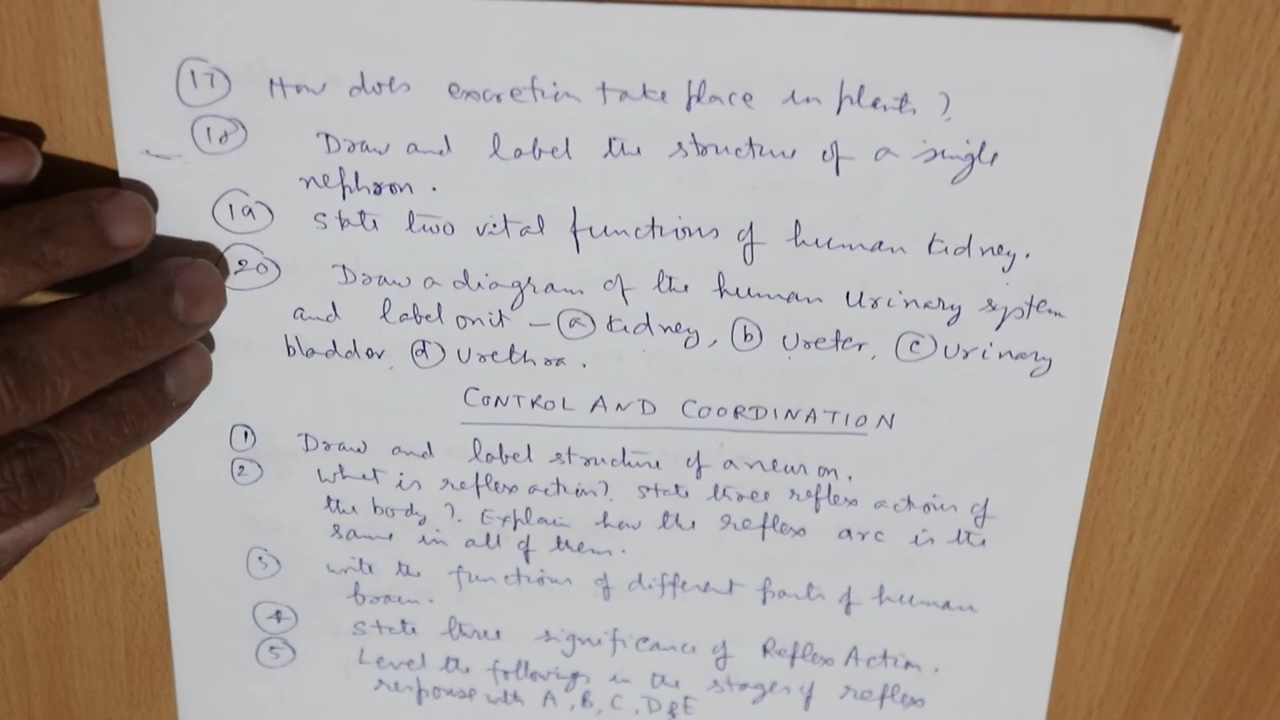 17 How does excretion take place in plants ?
18 Draw and label the structure of a single
nephron.
19 State two vital functions of human kidney.
20 Draw a diagram of the human Urinary system
and label on it - a Kidney, b Ureter, c Urinary
bladder, d Urethra.
CONTROL AND COORDINATION
1 Draw and label structure of a neuron.
2 What is reflex action? State three reflex actions of
the body ?. Explain how the reflex arc is the
same in all of them.
3 write the functions of different parts of human
brain.
4 State three significance of Reflex Action.
5 Level the followings in the stages of reflex
response with A, B, C, D & E